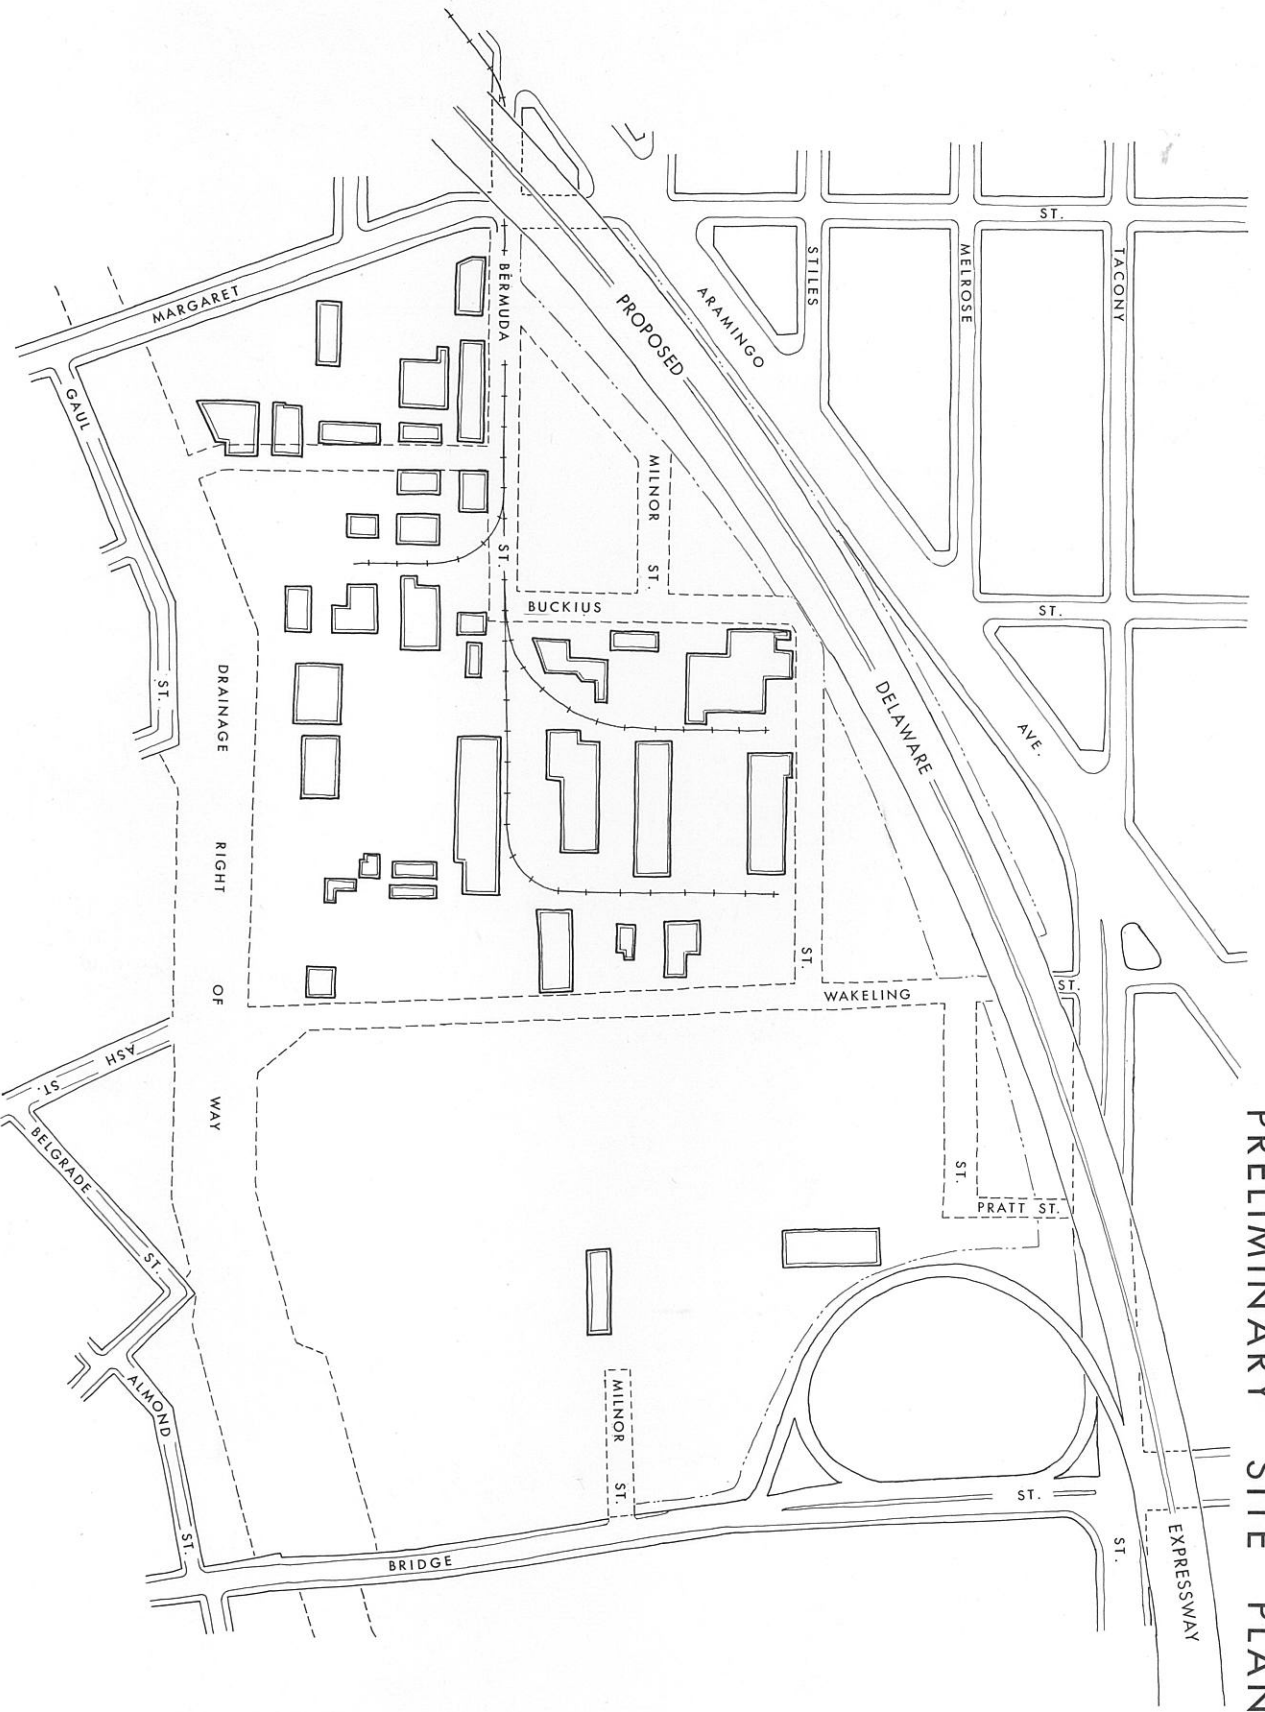 PRELIMINARY SITE PLAN
ST.
TACONY
MELROSE
STILES
ARAMINGO
AVE.
PROPOSED
DELAWARE
EXPRESSWAY
BERMUDA
ST.
MARGARET
GAUL
ST.
MILNOR
ST.
BUCKIUS
ST.
ST.
DRAINAGE RIGHT OF WAY
WAKELING
ST.
ST.
PRATT ST.
ASH
ST.
BELGRADE
ST.
ALMOND
ST.
MILNOR
ST.
BRIDGE
ST.
ST.